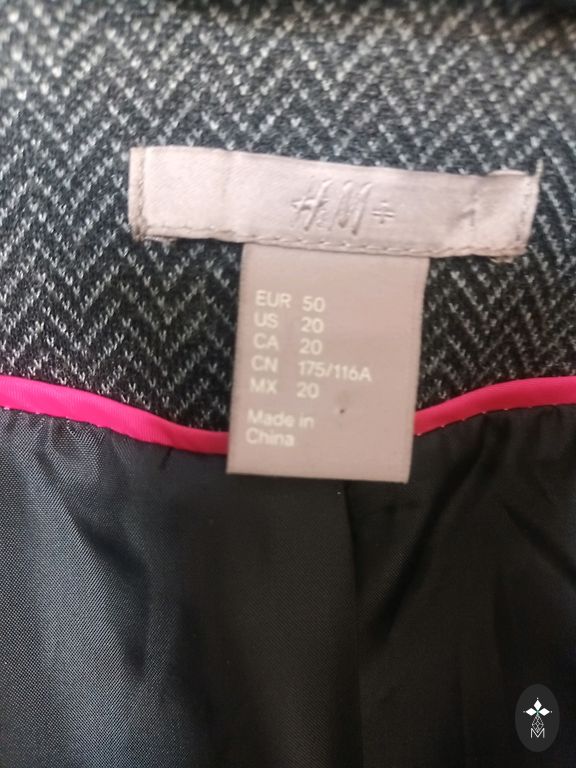 H&M+
EUR 50
US 20
CA 20
CN 175/116A
MX 20
Made in
China
M